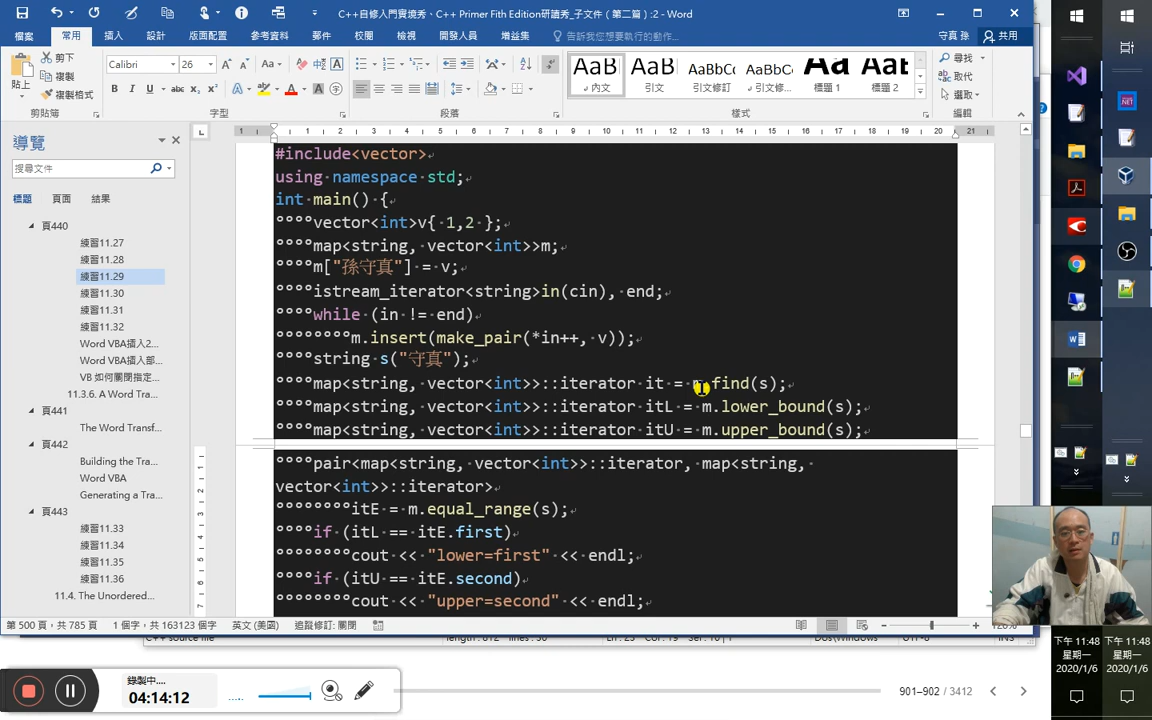 C++自修入門實境秀、C++ Primer Fith Edition研讀秀_子文件（第二篇）:2 - Word
檔案 常用 插入 設計 版面配置 參考資料 郵件 校閱 檢視 開發人員 增益集 告訴我您想要執行的動作... 守真 孫 共用
貼上 剪下 複製 複製格式
Calibri 26
AaB AaB AaBbC AaBbC AaB AaBb
內文 引文 引文修訂 引文修... 標題 1 標題 2
尋找 取代 選取
剪貼簿 字型 段落 樣式 編輯
導覽
搜尋文件
標題 頁面 結果
頁440
練習11.27
練習11.28
練習11.29
練習11.30
練習11.31
練習11.32
Word VBA插入2...
Word VBA插入部...
VB 如何關閉指定...
11.3.6. A Word Tra...
頁441
The Word Transf...
頁442
Building the Tra...
Word VBA
Generating a Tra...
頁443
練習11.33
練習11.34
練習11.35
練習11.36
11.4. The Unordered...
#include<vector>
using namespace std;
int main() {
vector<int>v{ 1,2 };
map<string, vector<int>>m;
m["孫守真"] = v;
istream_iterator<string>in(cin), end;
while (in != end)
m.insert(make_pair(*in++, v));
string s("守真");
map<string, vector<int>>::iterator it = m.find(s);
map<string, vector<int>>::iterator itL = m.lower_bound(s);
map<string, vector<int>>::iterator itU = m.upper_bound(s);
pair<map<string, vector<int>>::iterator, map<string,
vector<int>>::iterator>
itE = m.equal_range(s);
if (itL == itE.first)
cout << "lower=first" << endl;
if (itU == itE.second)
cout << "upper=second" << endl;
第 500 頁，共 785 頁 1 個字，共 163123 個字 英文 (美國) 追蹤修訂: 關閉
錄製中...
04:14:12
901–902 / 3412
下午 11:48 下午 11:48
星期一 星期一
2020/1/6 2020/1/6